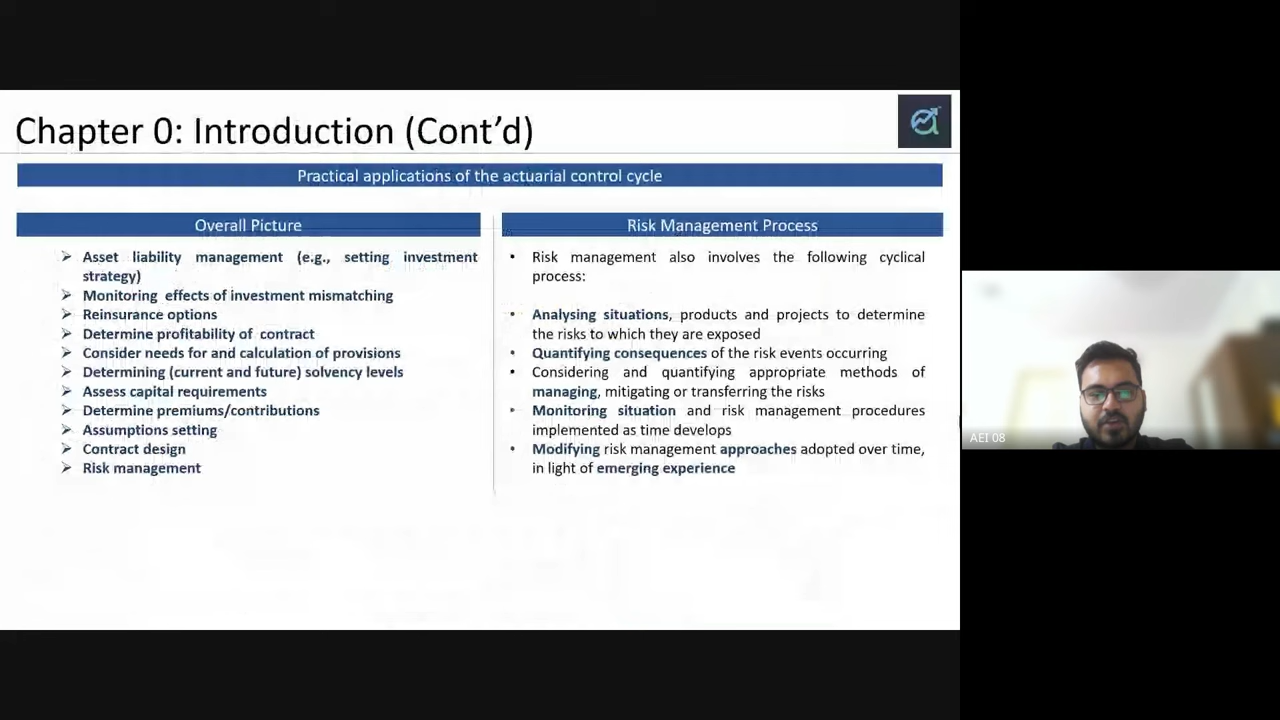 Chapter 0: Introduction (Cont’d)
Practical applications of the actuarial control cycle
Overall Picture
Asset liability management (e.g., setting investment
strategy)
Monitoring effects of investment mismatching
Reinsurance options
Determine profitability of contract
Consider needs for and calculation of provisions
Determining (current and future) solvency levels
Assess capital requirements
Determine premiums/contributions
Assumptions setting
Contract design
Risk management
Risk Management Process
Risk management also involves the following cyclical
process:
Analysing situations, products and projects to determine
the risks to which they are exposed
Quantifying consequences of the risk events occurring
Considering and quantifying appropriate methods of
managing, mitigating or transferring the risks
Monitoring situation and risk management procedures
implemented as time develops
Modifying risk management approaches adopted over time,
in light of emerging experience
AEI 08